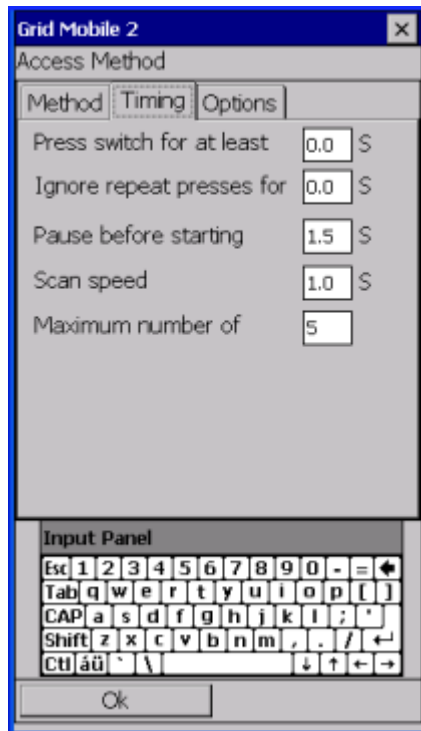 Grid Mobile 2 ×
Access Method
Method Timing Options
Press switch for at least 0.0 S
Ignore repeat presses for 0.0 S
Pause before starting 1.5 S
Scan speed 1.0 S
Maximum number of 5
Input Panel
Esc 1 2 3 4 5 6 7 8 9 0 - = 🡸
Tab q w e r t y u i o p [ ]
CAP a s d f g h j k l ; '
Shift z x c v b n m , . / ↵
Ctl áü ` \ ↓ ↑ ← →
Ok